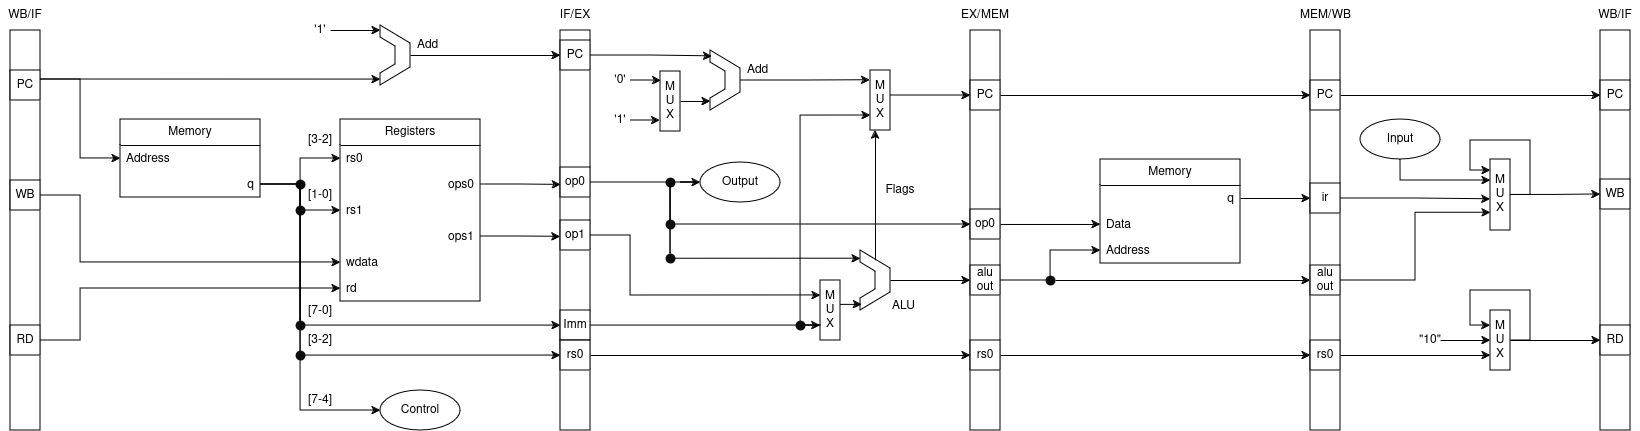 WB/IF
IF/EX
EX/MEM
MEM/WB
WB/IF
'1'
Add
PC
PC
Memory
Address
q
[3-2]
[1-0]
WB
Registers
rs0
rs1
ops0
ops1
wdata
rd
[7-0]
RD
[3-2]
[7-4]
Control
op0
op1
Imm
rs0
'0'
'1'
M
U
X
Add
M
U
X
Output
Flags
M
U
X
ALU
PC
op0
alu
out
rs0
Memory
q
Data
Address
PC
ir
alu
out
rs0
Input
M
U
X
"10"
M
U
X
PC
WB
RD